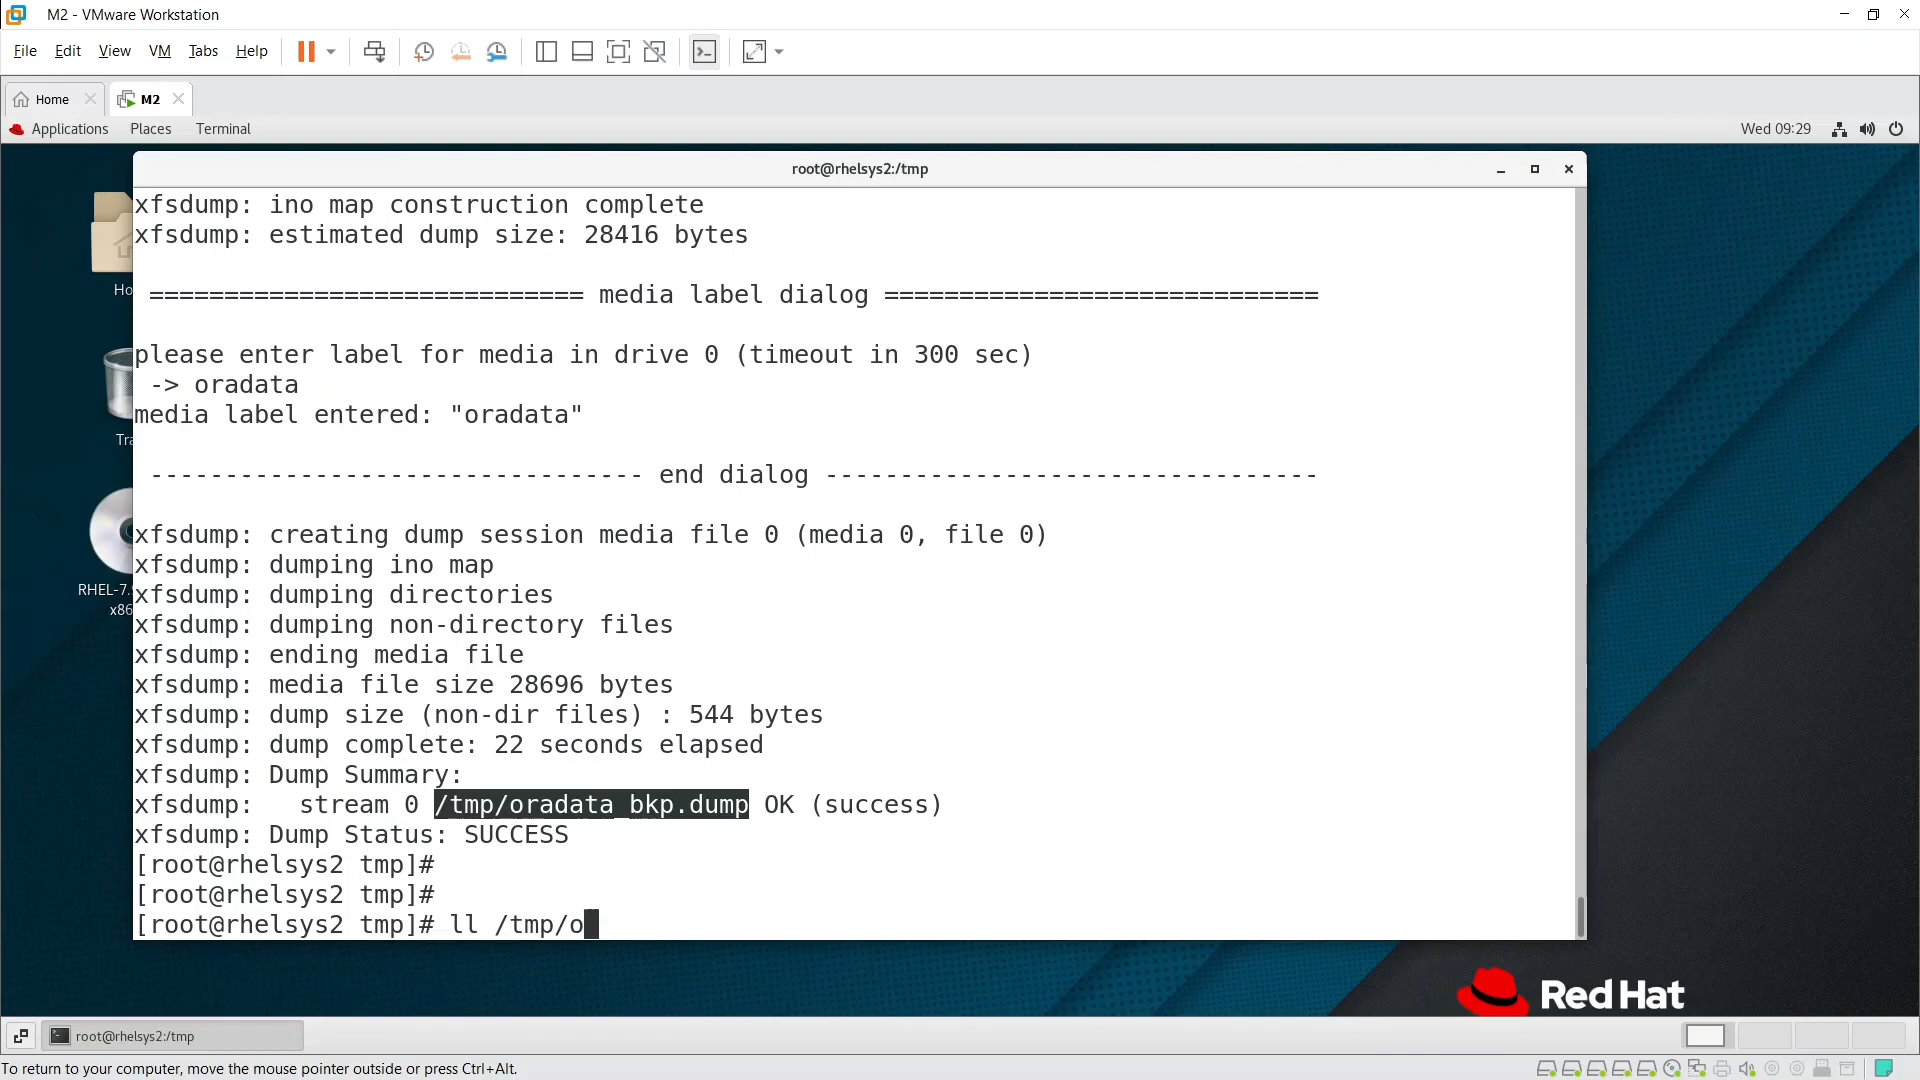 M2 - VMware Workstation
File Edit View VM Tabs Help
Home M2
Applications Places Terminal Wed 09:29
root@rhelsys2:/tmp
xfsdump: ino map construction complete
xfsdump: estimated dump size: 28416 bytes
============================= media label dialog =============================
please enter label for media in drive 0 (timeout in 300 sec)
-> oradata
media label entered: "oradata"
--------------------------------- end dialog ---------------------------------
xfsdump: creating dump session media file 0 (media 0, file 0)
xfsdump: dumping ino map
xfsdump: dumping directories
xfsdump: dumping non-directory files
xfsdump: ending media file
xfsdump: media file size 28696 bytes
xfsdump: dump size (non-dir files) : 544 bytes
xfsdump: dump complete: 22 seconds elapsed
xfsdump: Dump Summary:
xfsdump:   stream 0 /tmp/oradata_bkp.dump OK (success)
xfsdump: Dump Status: SUCCESS
[root@rhelsys2 tmp]#
[root@rhelsys2 tmp]#
[root@rhelsys2 tmp]# ll /tmp/o
Ho
Tra
RHEL-7.
x86
Red Hat
root@rhelsys2:/tmp
To return to your computer, move the mouse pointer outside or press Ctrl+Alt.